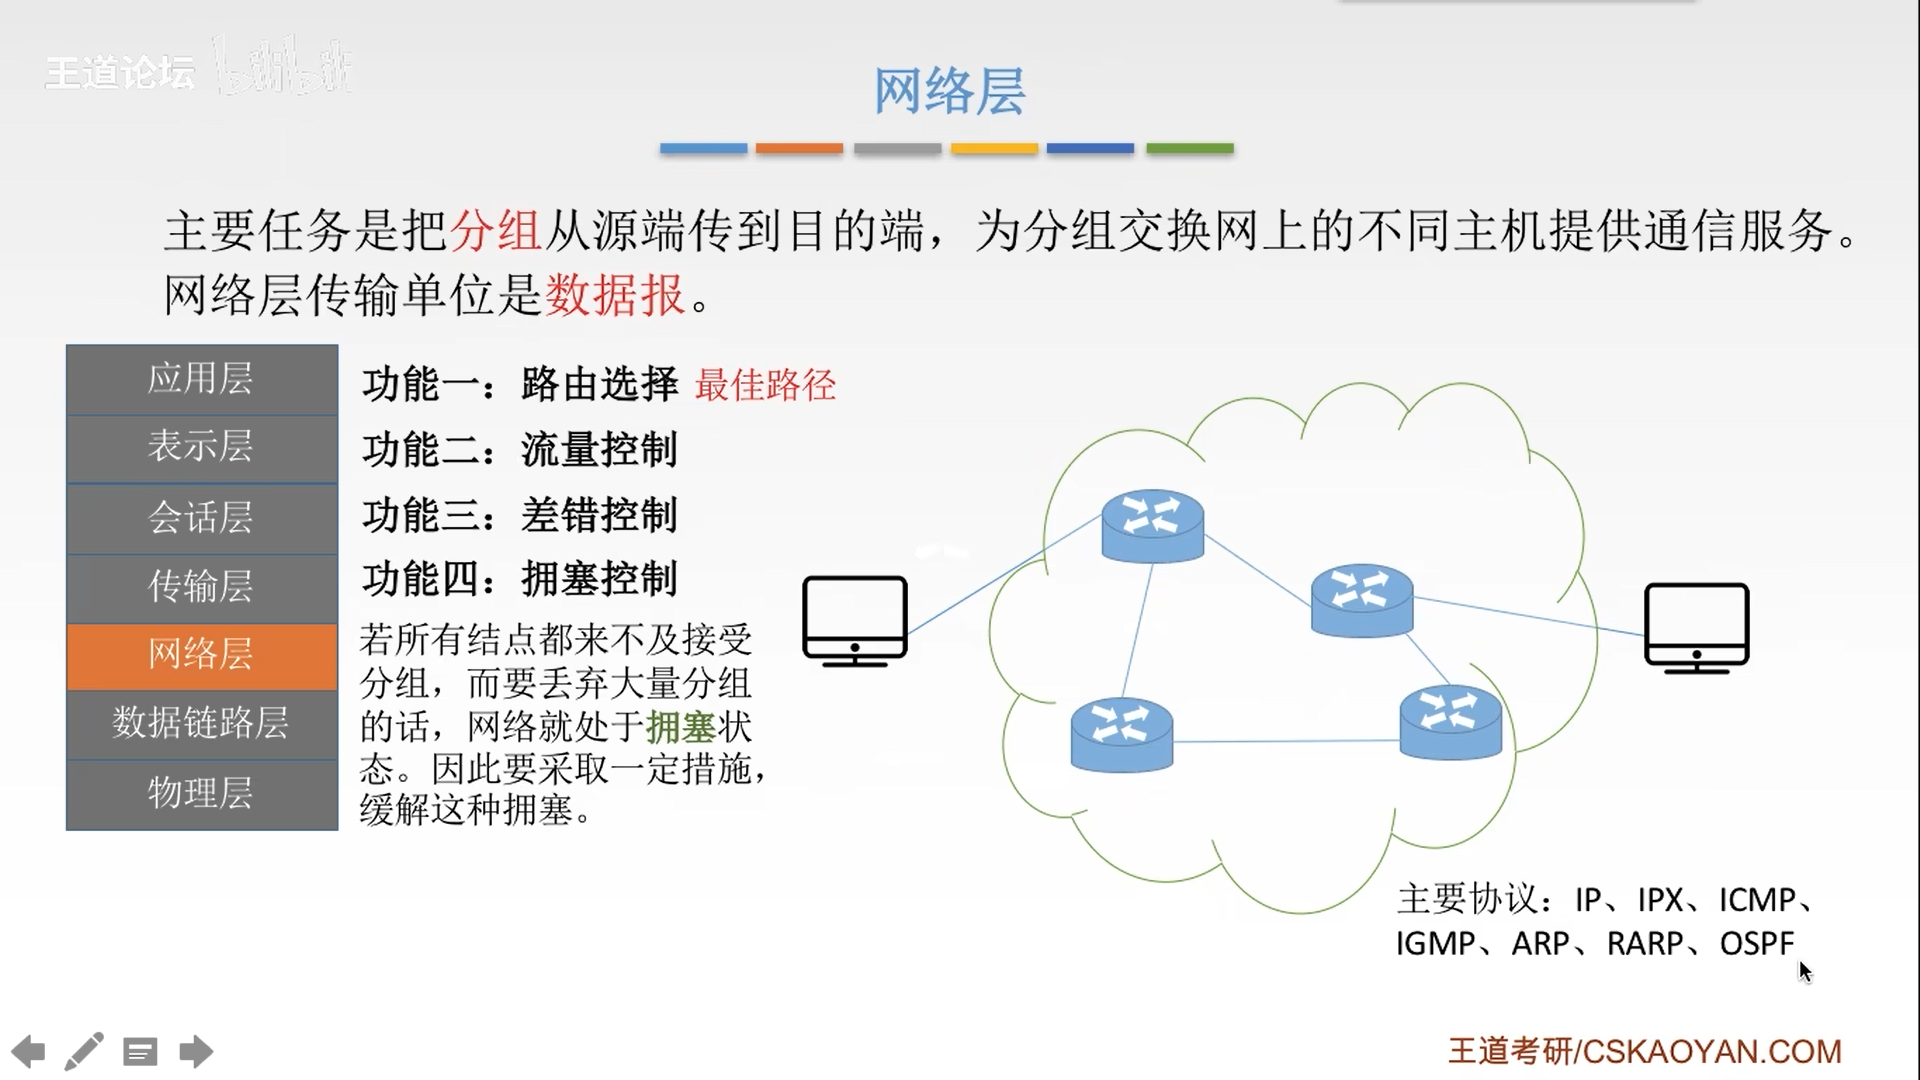 王道论坛 bilibili
网络层
主要任务是把分组从源端传到目的端，为分组交换网上的不同主机提供通信服务。
网络层传输单位是数据报。
应用层
表示层
会话层
传输层
网络层
数据链路层
物理层
功能一：路由选择 最佳路径
功能二：流量控制
功能三：差错控制
功能四：拥塞控制
若所有结点都来不及接受
分组，而要丢弃大量分组
的话，网络就处于拥塞状
态。因此要采取一定措施，
缓解这种拥塞。
主要协议：IP、IPX、ICMP、
IGMP、ARP、RARP、OSPF
王道考研/CSKAOYAN.COM